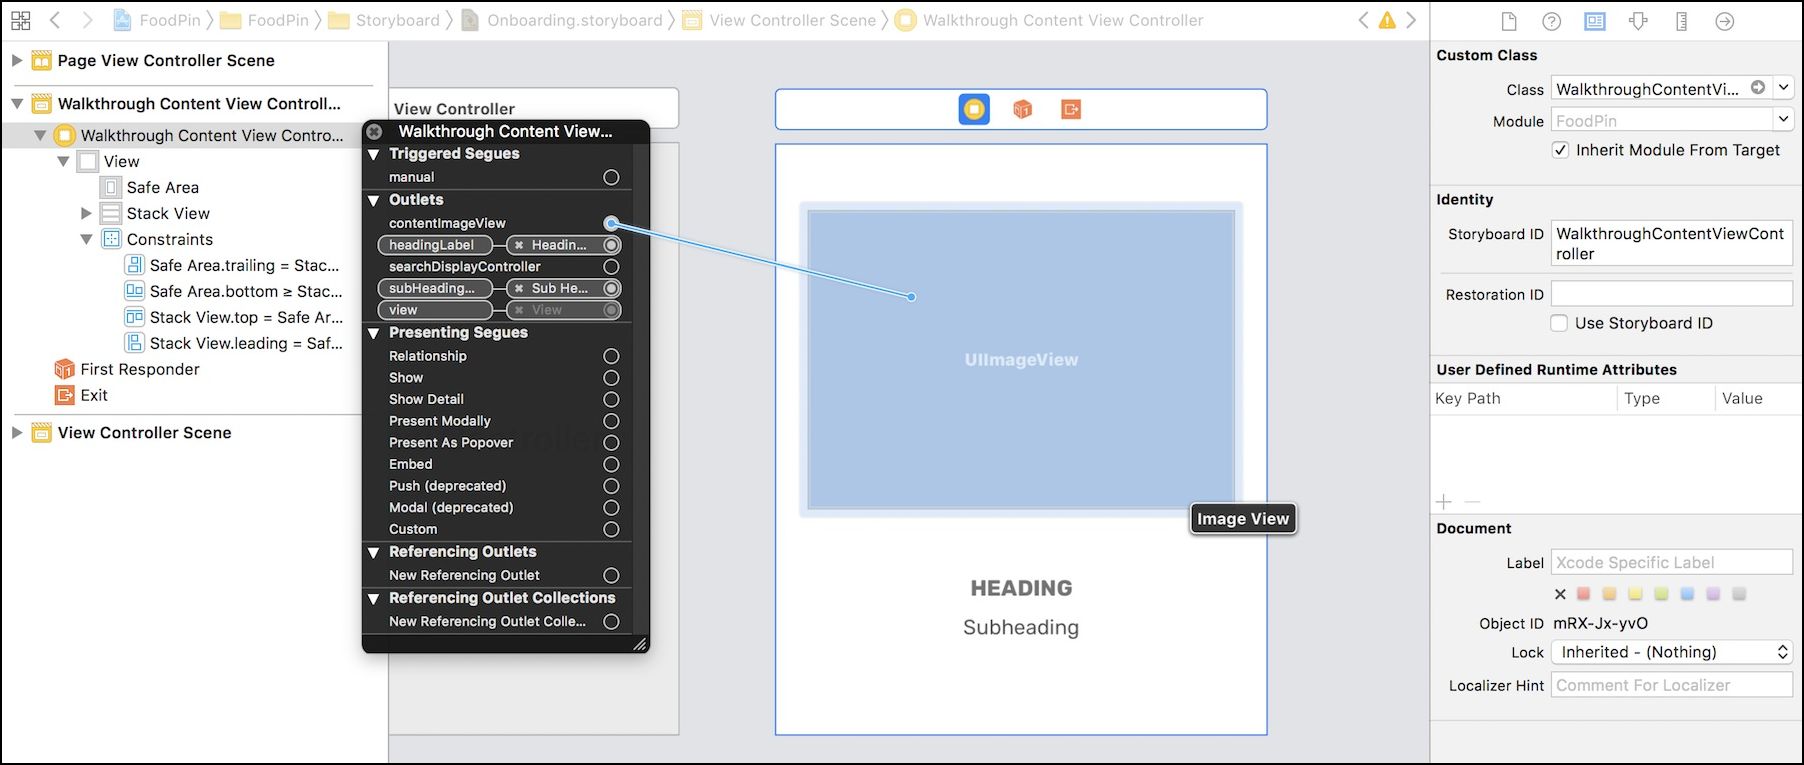 FoodPin
FoodPin
Storyboard
Onboarding.storyboard
View Controller Scene
Walkthrough Content View Controller
Page View Controller Scene
Walkthrough Content View Controll...
Walkthrough Content View Contro...
View
Safe Area
Stack View
Constraints
Safe Area.trailing = Stac...
Safe Area.bottom ≥ Stac...
Stack View.top = Safe Ar...
Stack View.leading = Saf...
First Responder
Exit
View Controller Scene
View Controller
Walkthrough Content View...
Triggered Segues
manual
Outlets
contentImageView
headingLabel
Headin...
searchDisplayController
subHeading...
Sub He...
view
View
Presenting Segues
Relationship
Show
Show Detail
Present Modally
Present As Popover
Embed
Push (deprecated)
Modal (deprecated)
Custom
Referencing Outlets
New Referencing Outlet
Referencing Outlet Collections
New Referencing Outlet Colle...
UIImageView
Image View
HEADING
Subheading
Custom Class
Class WalkthroughContentVi...
Module FoodPin
Inherit Module From Target
Identity
Storyboard ID WalkthroughContentViewCont
roller
Restoration ID
Use Storyboard ID
User Defined Runtime Attributes
Key Path Type Value
Document
Label Xcode Specific Label
Object ID mRX-Jx-yvO
Lock Inherited - (Nothing)
Localizer Hint Comment For Localizer